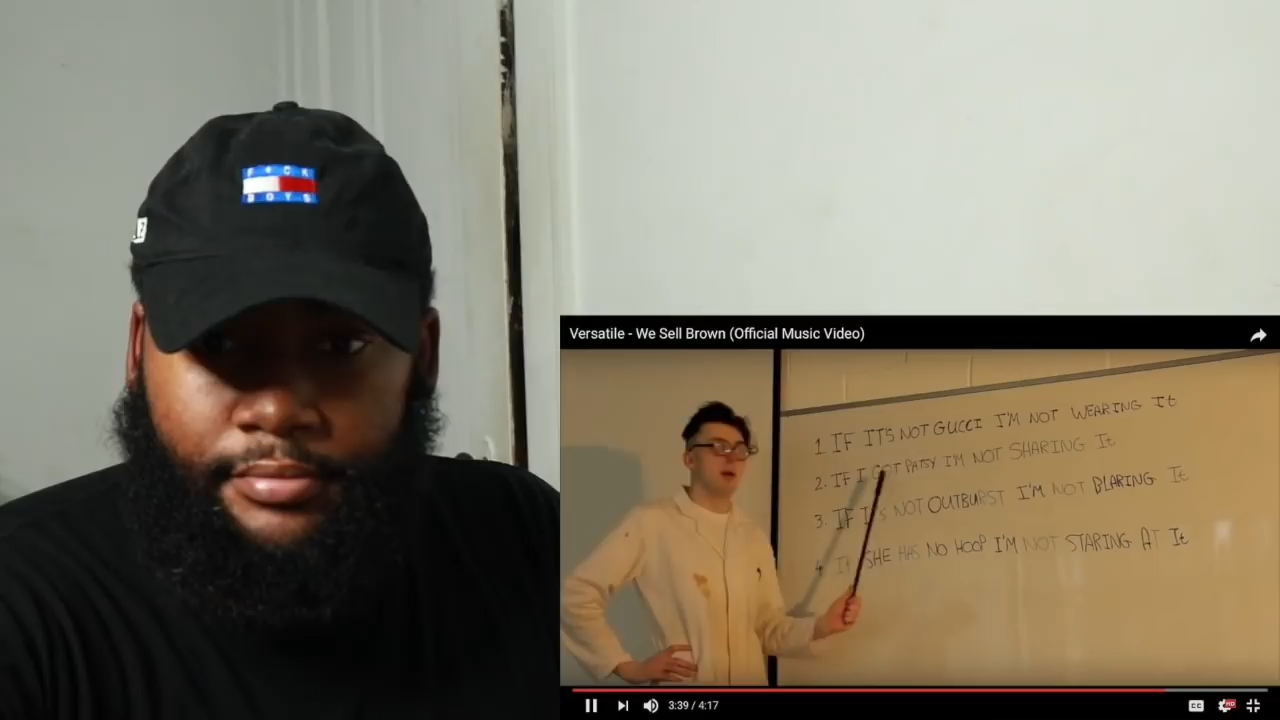 F*CK
BOYS
Versatile - We Sell Brown (Official Music Video)
1 IF IT'S NOT GUCCI I'M NOT WEARING It
2. IF I GOT PATSY I'M NOT SHARING It
3. IF IT'S NOT OUTBURST I'M NOT BLARING It
4 If SHE HAS NO HOOP I'M NOT STARING AT It
3:39 / 4:17
CC
HD